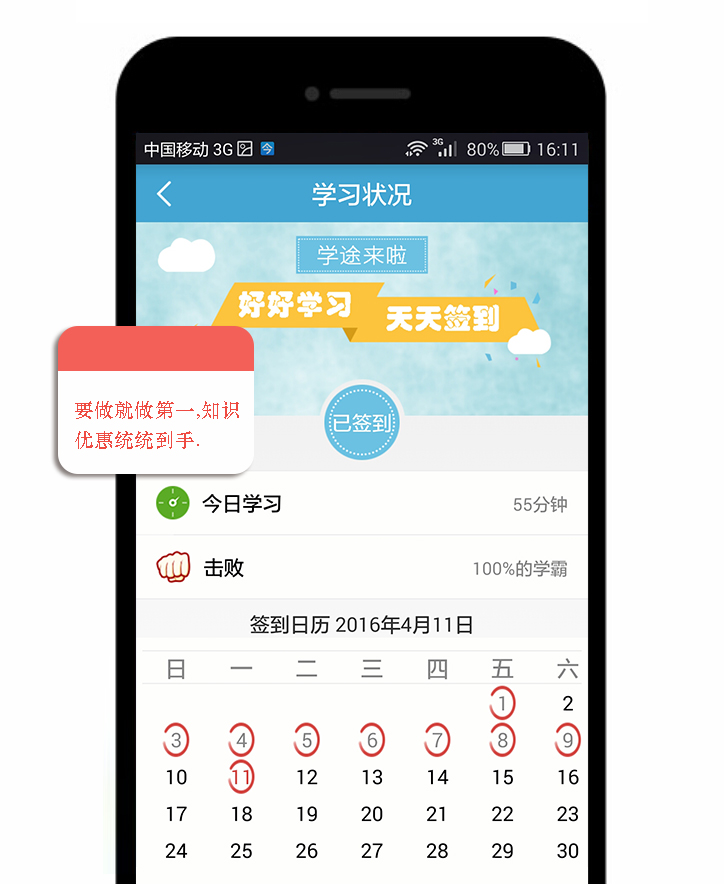 中国移动 3G 今 3G 80% 16:11
学习状况
学途来啦
好好学习
天天签到
要做就做第一,知识
优惠统统到手.
已签到
今日学习 55分钟
击败 100%的学霸
签到日历 2016年4月11日
日 一 二 三 四 五 六
1 2
3 4 5 6 7 8 9
10 11 12 13 14 15 16
17 18 19 20 21 22 23
24 25 26 27 28 29 30